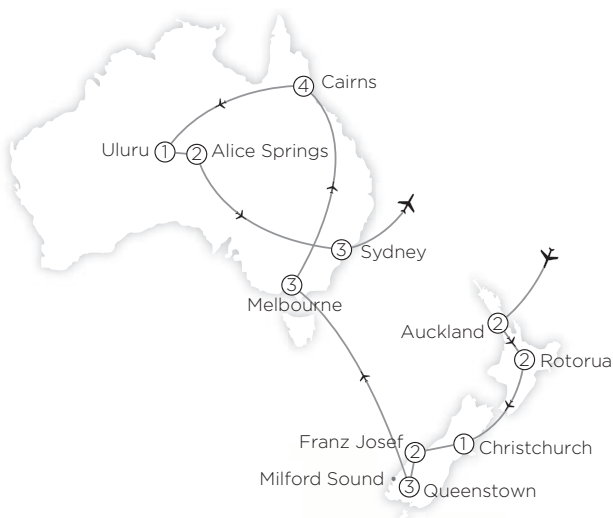 4 Cairns
Uluru 1 2 Alice Springs
3 Sydney
3
Melbourne
2
Auckland
2 Rotorua
Franz Josef 2
1 Christchurch
Milford Sound
3 Queenstown